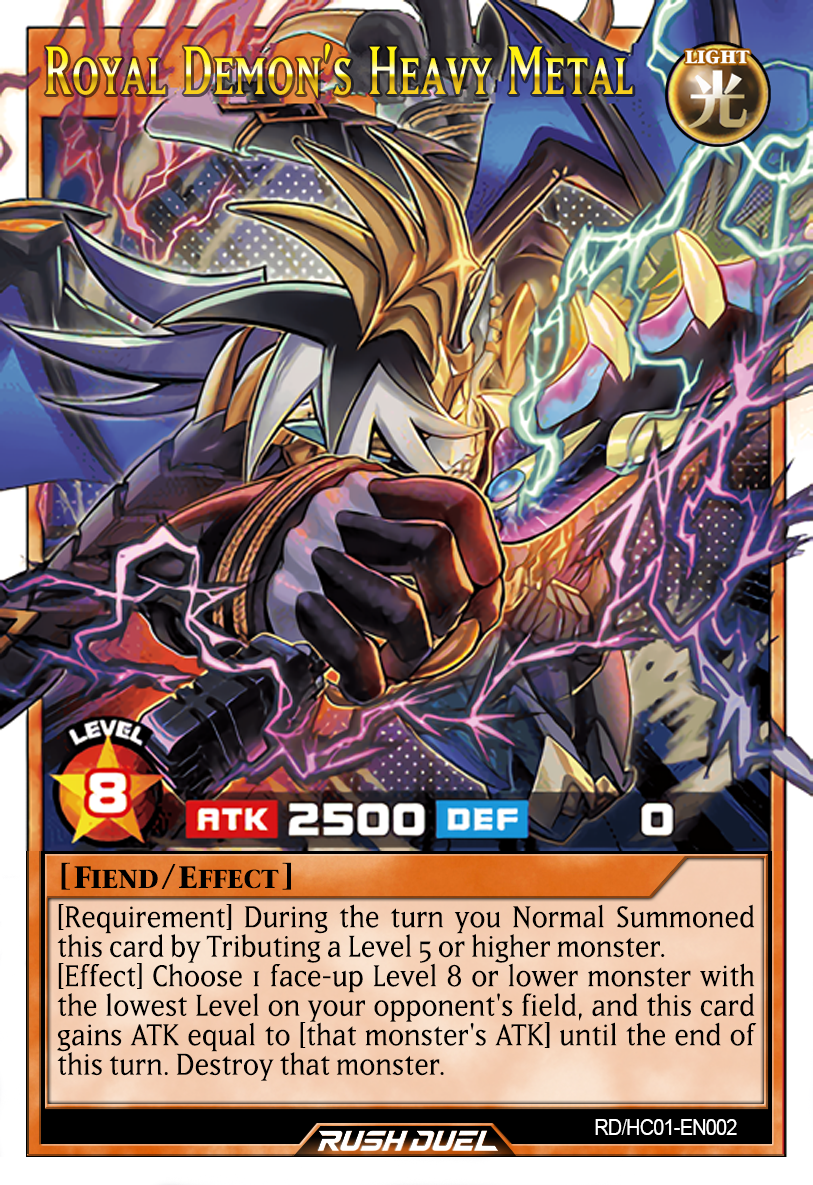 Royal Demon's Heavy Metal
LIGHT
光
LEVEL
8
ATK 2500 DEF 0
[Fiend/Effect]
[Requirement] During the turn you Normal Summoned
this card by Tributing a Level 5 or higher monster.
[Effect] Choose 1 face-up Level 8 or lower monster with
the lowest Level on your opponent's field, and this card
gains ATK equal to [that monster's ATK] until the end of
this turn. Destroy that monster.
RD/HC01-EN002
RUSH DUEL